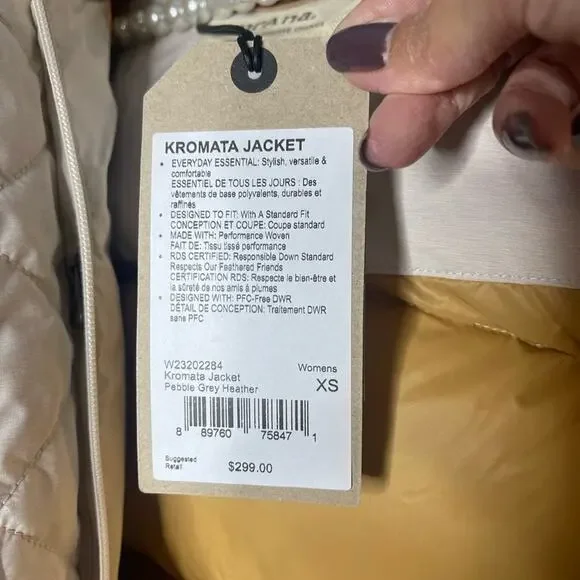 KROMATA JACKET
• EVERYDAY ESSENTIAL: Stylish, versatile &
comfortable
ESSENTIEL DE TOUS LES JOURS : Des
vêtements de base polyvalents, durables et
raffinés
• DESIGNED TO FIT: With A Standard Fit
CONCEPTION ET COUPE: Coupe standard
• MADE WITH: Performance Woven
FAIT DE: Tissu tissé performance
• RDS CERTIFIED: Responsible Down Standard
Respects Our Feathered Friends
CERTIFICATION RDS: Respecte le bien-être et
la sûreté de nos amis à plumes
• DESIGNED WITH: PFC-Free DWR
DÉTAIL DE CONCEPTION: Traitement DWR
sans PFC
W23202284 Womens
Kromata Jacket XS
Pebble Grey Heather
8 89760 75847 1
Suggested
Retail $299.00